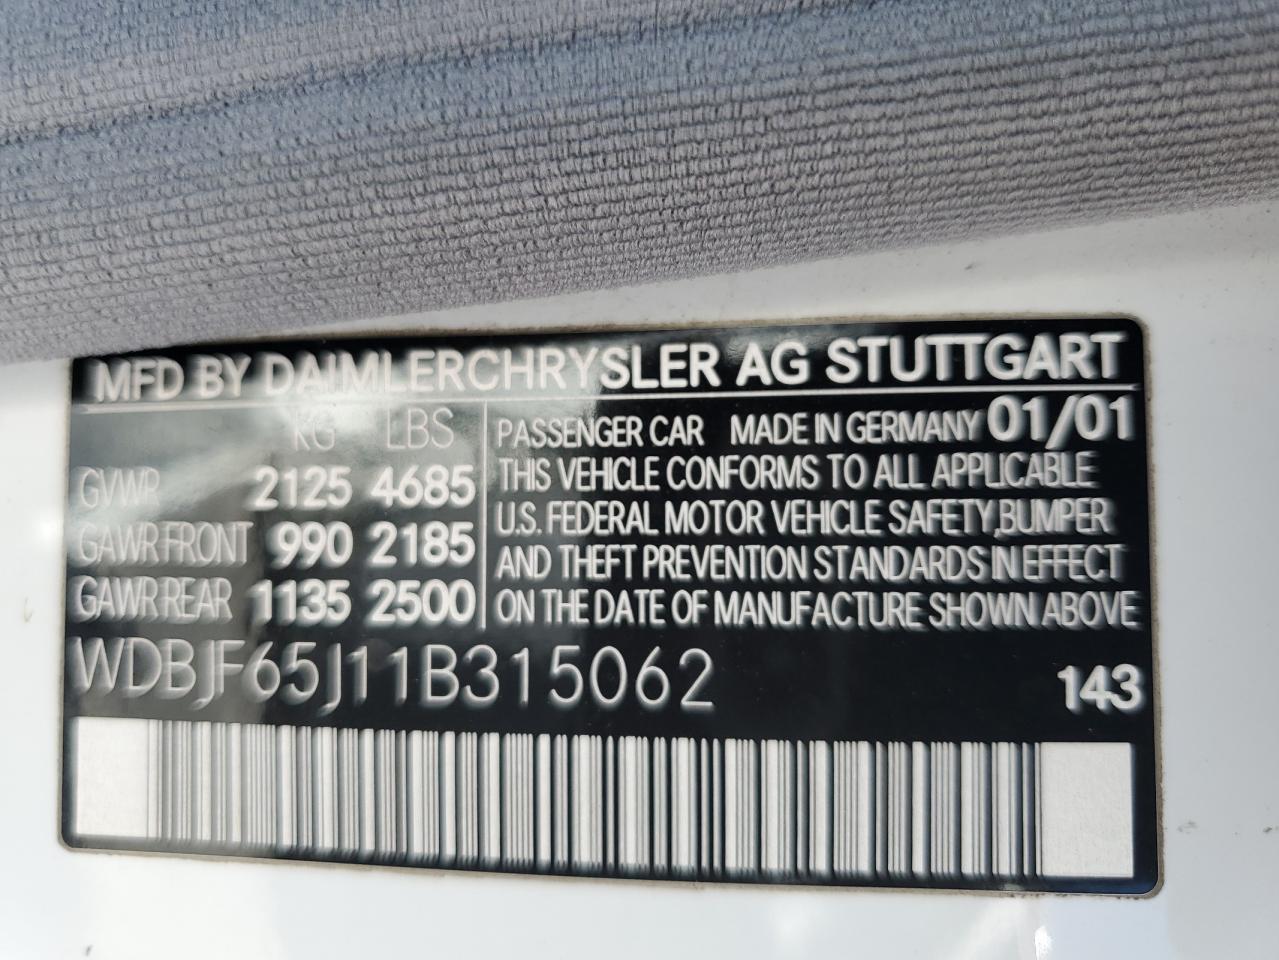 MFD BY DAIMLERCHRYSLER AG STUTTGART
KG LBS
GVWR 2125 4685
GAWR FRONT 990 2185
GAWR REAR 1135 2500
PASSENGER CAR MADE IN GERMANY 01/01
THIS VEHICLE CONFORMS TO ALL APPLICABLE
U.S. FEDERAL MOTOR VEHICLE SAFETY,BUMPER
AND THEFT PREVENTION STANDARDS IN EFFECT
ON THE DATE OF MANUFACTURE SHOWN ABOVE
WDBJF65J11B315062 143